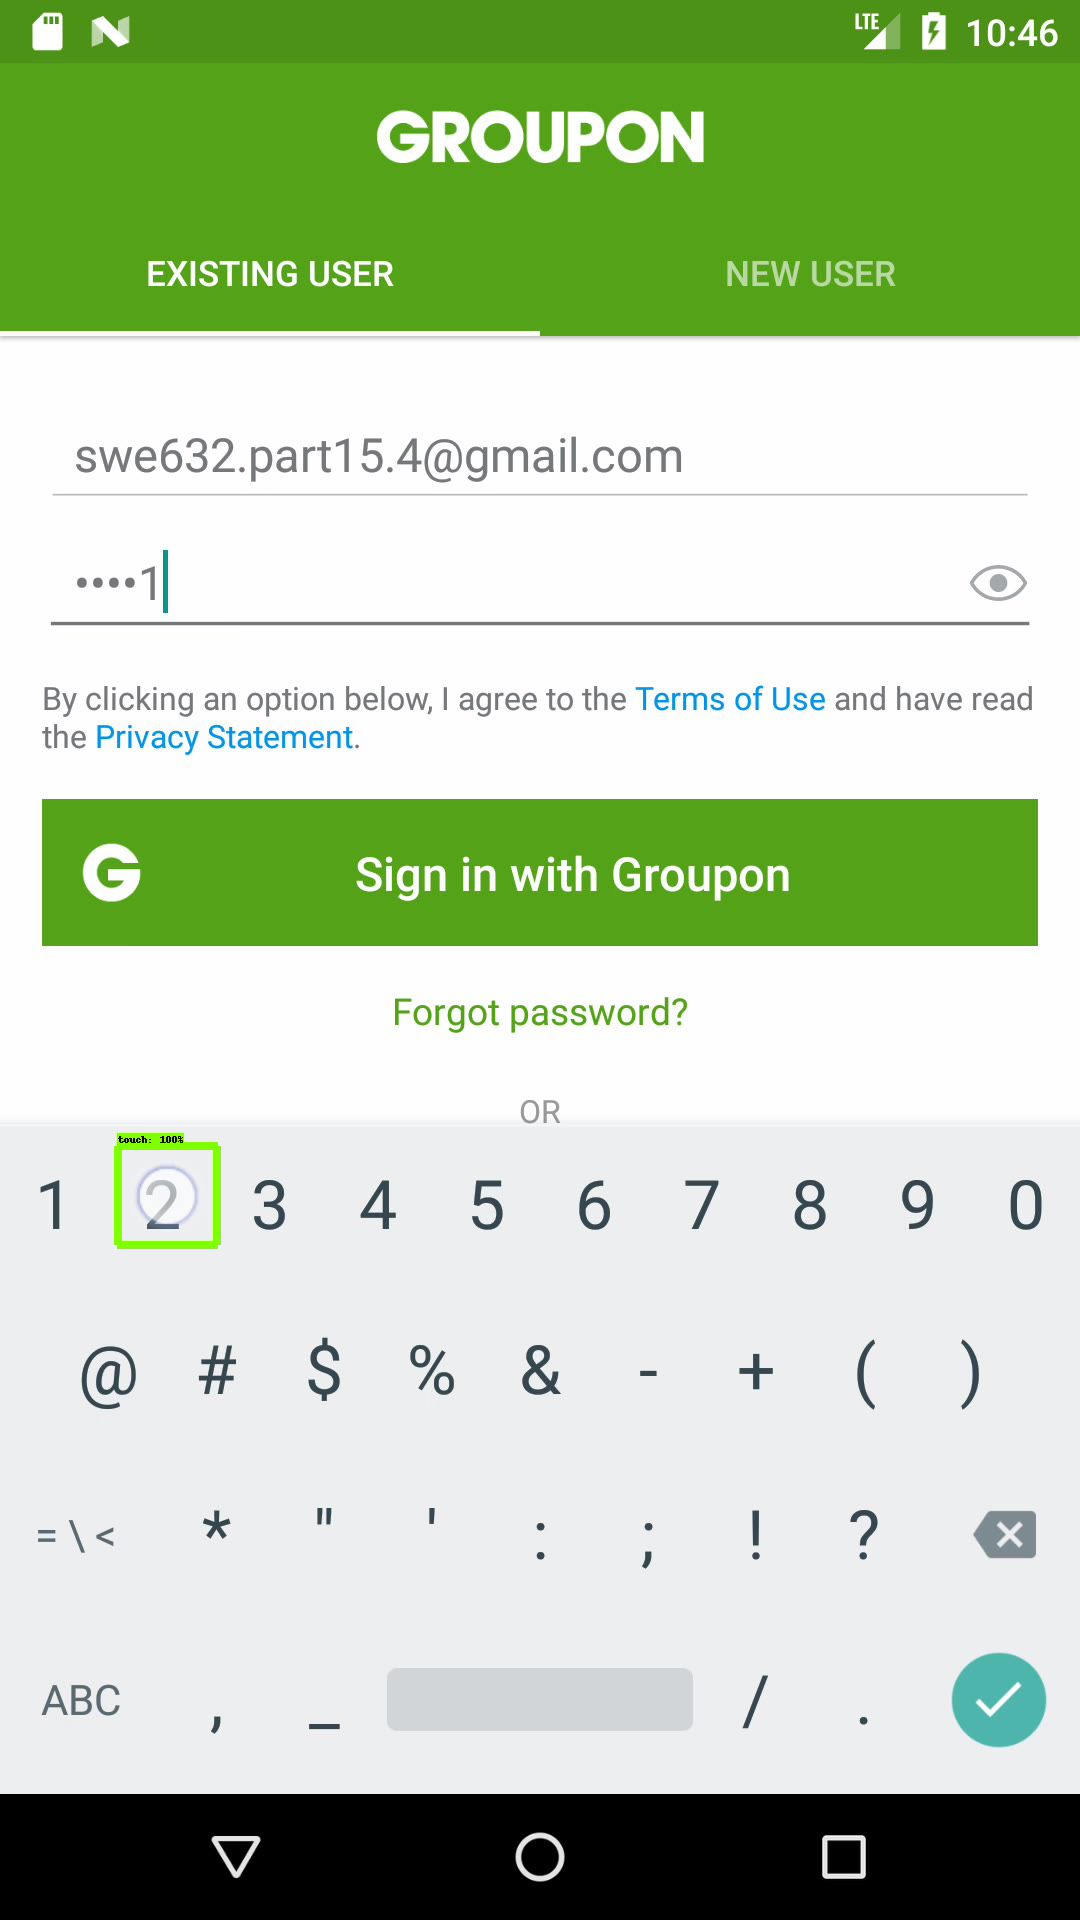 LTE 10:46
GROUPON
EXISTING USER NEW USER
swe632.part15.4@gmail.com
••••1
By clicking an option below, I agree to the Terms of Use and have read
the Privacy Statement.
G Sign in with Groupon
Forgot password?
OR
touch: 100%
1 2 3 4 5 6 7 8 9 0
@ # $ % & - + ( )
= \ < * " ' : ; ! ?
ABC , _ / .